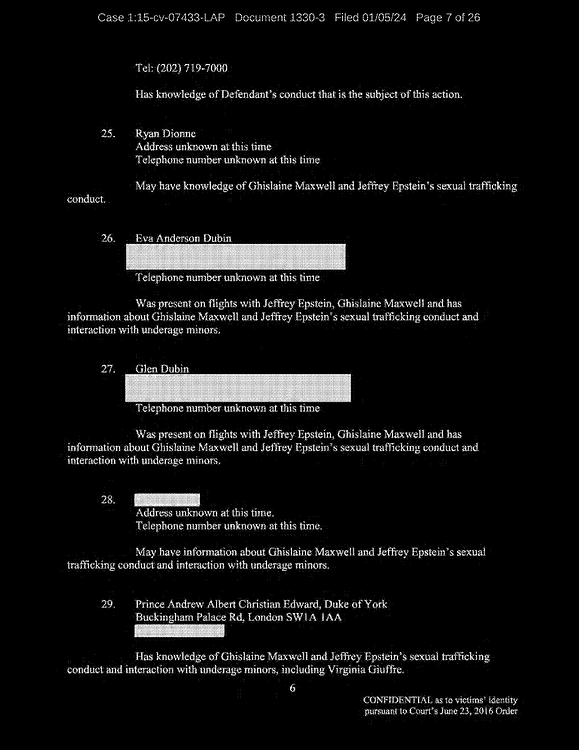 Case 1:15-cv-07433-LAP Document 1330-3 Filed 01/05/24 Page 7 of 26
Tel: (202) 719-7000
Has knowledge of Defendant's conduct that is the subject of this action.
25. Ryan Dionne
Address unknown at this time
Telephone number unknown at this time
May have knowledge of Ghislaine Maxwell and Jeffrey Epstein's sexual trafficking
conduct.
26. Eva Anderson Dubin
Telephone number unknown at this time
Was present on flights with Jeffrey Epstein, Ghislaine Maxwell and has
information about Ghislaine Maxwell and Jeffrey Epstein's sexual trafficking conduct and
interaction with underage minors.
27. Glen Dubin
Telephone number unknown at this time
Was present on flights with Jeffrey Epstein, Ghislaine Maxwell and has
information about Ghislaine Maxwell and Jeffrey Epstein's sexual trafficking conduct and
interaction with underage minors.
28.
Address unknown at this time.
Telephone number unknown at this time.
May have information about Ghislaine Maxwell and Jeffrey Epstein's sexual
trafficking conduct and interaction with underage minors.
29. Prince Andrew Albert Christian Edward, Duke of York
Buckingham Palace Rd, London SW1A 1AA
Has knowledge of Ghislaine Maxwell and Jeffrey Epstein's sexual trafficking
conduct and interaction with underage minors, including Virginia Giuffre.
6
CONFIDENTIAL as to victims' identity
pursuant to Court's June 23, 2016 Order